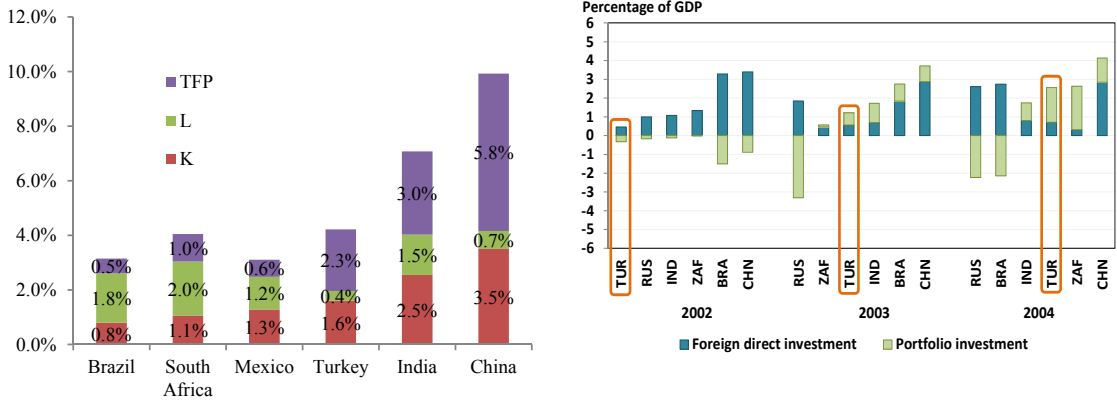 12.0%
10.0%
8.0%
6.0%
4.0%
2.0%
0.0%
TFP
L
K
0.5%
1.8%
0.8%
1.0%
2.0%
1.1%
0.6%
1.2%
1.3%
2.3%
0.4%
1.6%
3.0%
1.5%
2.5%
5.8%
0.7%
3.5%
Brazil
South Africa
Mexico
Turkey
India
China
Percentage of GDP
6
5
4
3
2
1
0
-1
-2
-3
-4
-5
-6
TUR
RUS
IND
ZAF
BRA
CHN
RUS
ZAF
TUR
IND
BRA
CHN
RUS
BRA
IND
TUR
ZAF
CHN
2002
2003
2004
Foreign direct investment
Portfolio investment